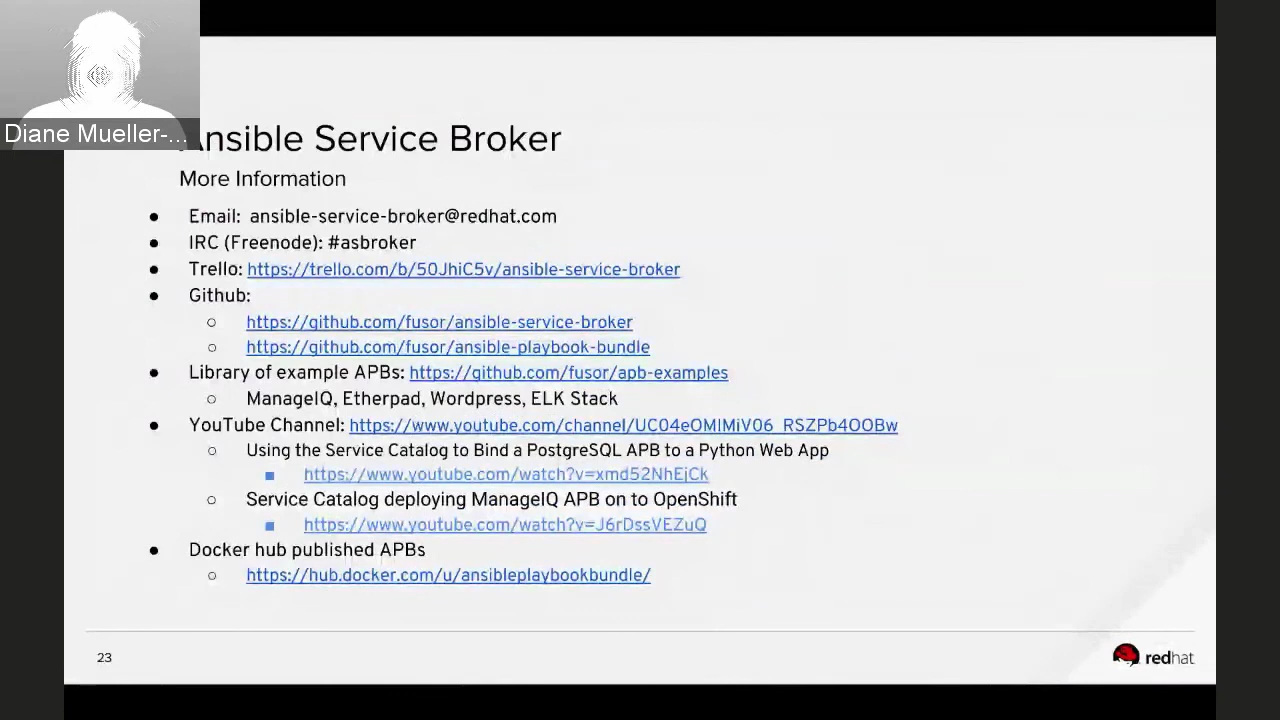 Diane Mueller-...
Ansible Service Broker
More Information
● Email: ansible-service-broker@redhat.com
● IRC (Freenode): #asbroker
● Trello: https://trello.com/b/50JhiC5v/ansible-service-broker
● Github:
○ https://github.com/fusor/ansible-service-broker
○ https://github.com/fusor/ansible-playbook-bundle
● Library of example APBs: https://github.com/fusor/apb-examples
○ ManageIQ, Etherpad, Wordpress, ELK Stack
● YouTube Channel: https://www.youtube.com/channel/UC04eOMIMiV06_RSZPb4OOBw
○ Using the Service Catalog to Bind a PostgreSQL APB to a Python Web App
■ https://www.youtube.com/watch?v=xmd52NhEjCk
○ Service Catalog deploying ManageIQ APB on to OpenShift
■ https://www.youtube.com/watch?v=J6rDssVEZuQ
● Docker hub published APBs
○ https://hub.docker.com/u/ansibleplaybookbundle/
23
redhat